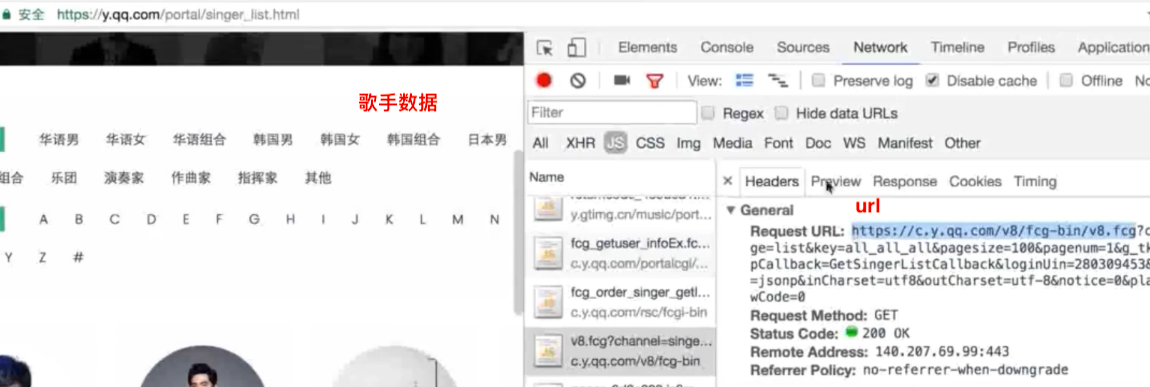 安全 https://y.qq.com/portal/singer_list.html
歌手数据
华语男 华语女 华语组合 韩国男 韩国女 韩国组合 日本男
组合 乐团 演奏家 作曲家 指挥家 其他
A B C D E F G H I J K L M N
Y Z #
Elements Console Sources Network Timeline Profiles Application
View: Preserve log Disable cache Offline No
Filter Regex Hide data URLs
All XHR JS CSS Img Media Font Doc WS Manifest Other
Name
y.gtimg.cn/music/port...
fcg_getuser_infoEx.fc...
c.y.qq.com/portalcgi/...
fcg_order_singer_getl...
c.y.qq.com/rsc/fcgi-bin
v8.fcg?channel=singe...
c.y.qq.com/v8/fcg-bin
× Headers Preview Response Cookies Timing
url
General
Request URL: https://c.y.qq.com/v8/fcg-bin/v8.fcg?c
ge=list&key=all_all_all&pagesize=100&pagenum=1&g_tk
pCallback=GetSingerListCallback&loginUin=280309453&
=jsonp&inCharset=utf8&outCharset=utf-8&notice=0&pla
wCode=0
Request Method: GET
Status Code: 200 OK
Remote Address: 140.207.69.99:443
Referrer Policy: no-referrer-when-downgrade